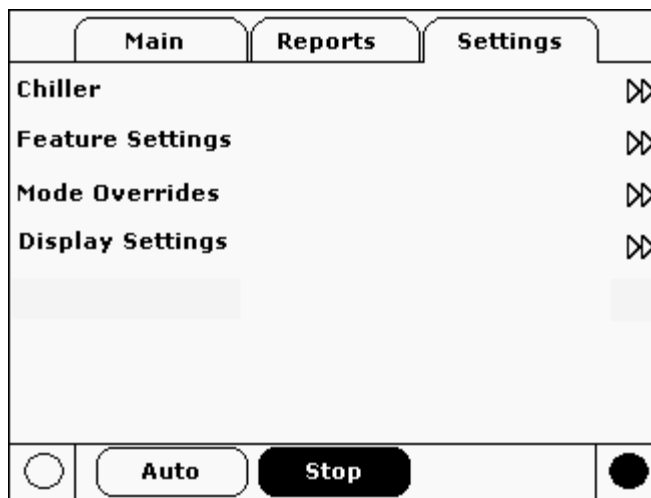 Main Reports Settings
Chiller
Feature Settings
Mode Overrides
Display Settings
Auto Stop